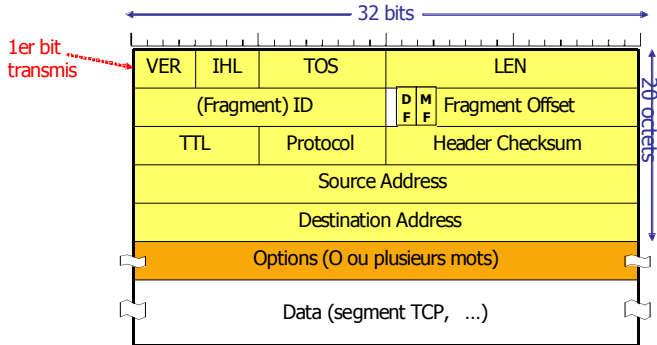 32 bits
1er bit
transmis
VER IHL TOS LEN
(Fragment) ID D F M F Fragment Offset
TTL Protocol Header Checksum
Source Address
Destination Address
20 octets
Options (O ou plusieurs mots)
Data (segment TCP, …)